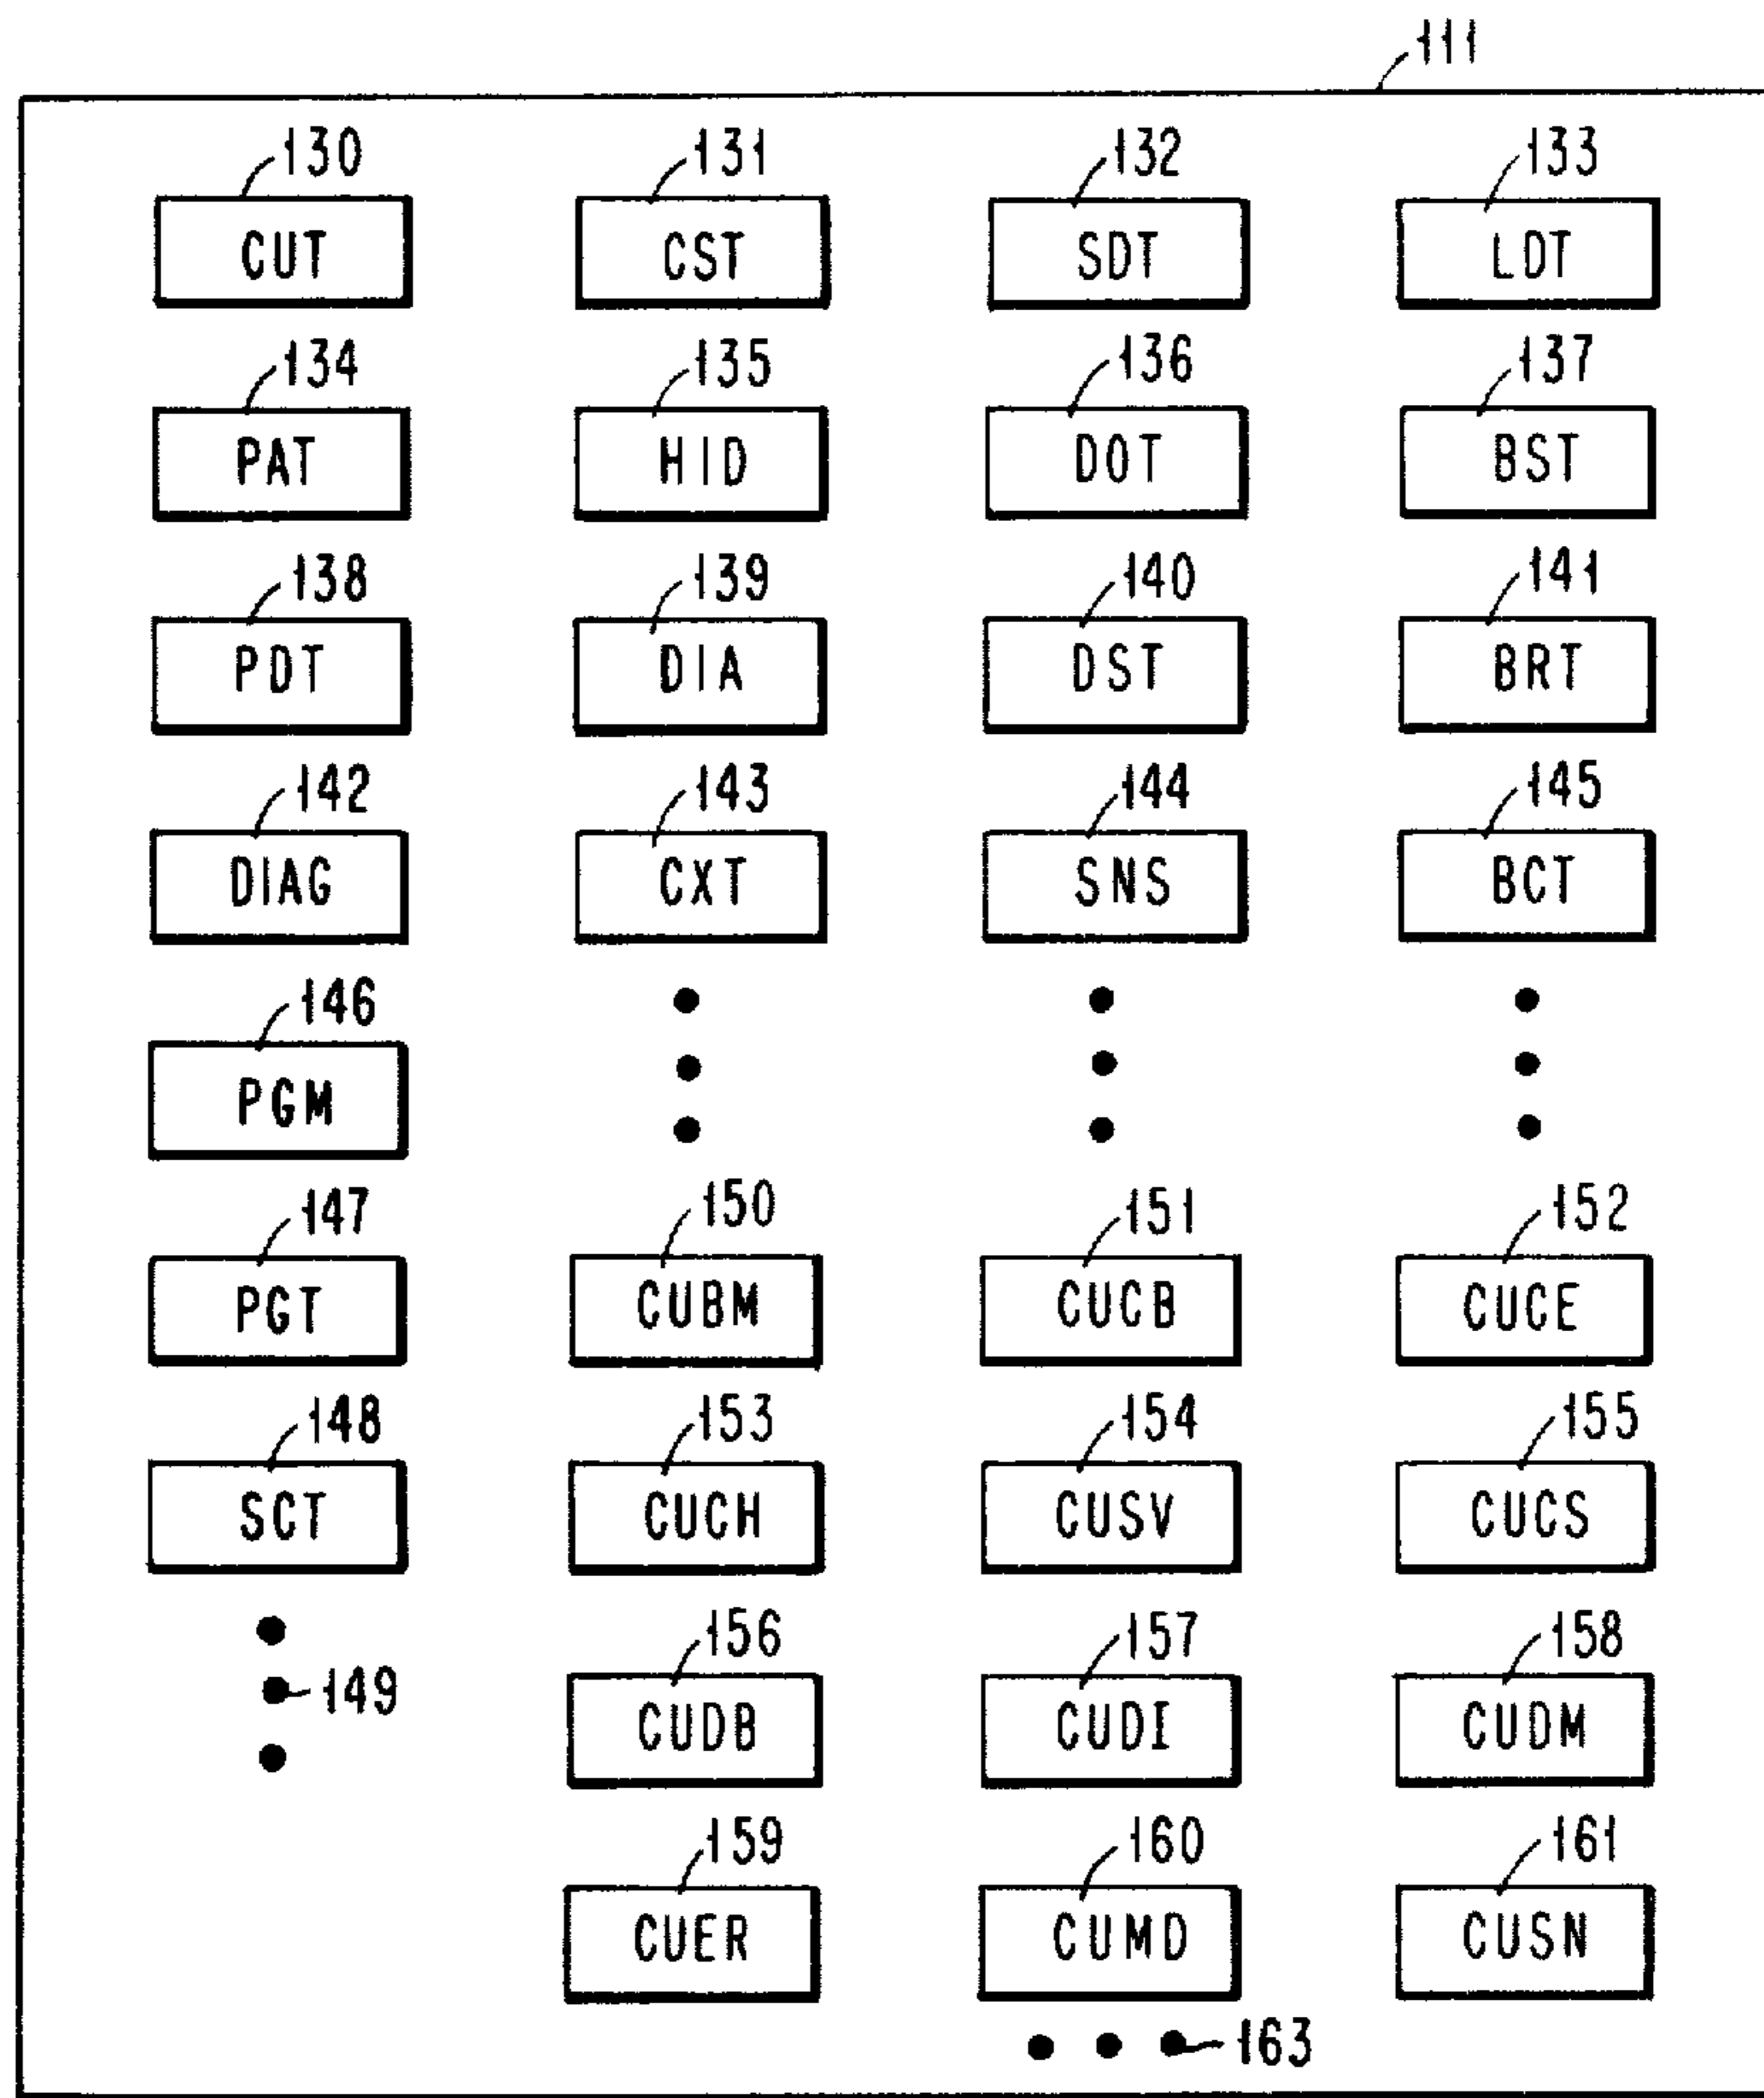 111
130 131 132 133
CUT CST SDT LDT
134 135 136 137
PAT HID DOT BST
138 139 140 141
PDT DIA DST BRT
142 143 144 145
DIAG CXT SNS BCT
146
PGM
147 150 151 152
PGT CUBM CUCB CUCE
148 153 154 155
SCT CUCH CUSV CUCS
149 156 157 158
CUDB CUDI CUDM
159 160 161
CUER CUMD CUSN
163